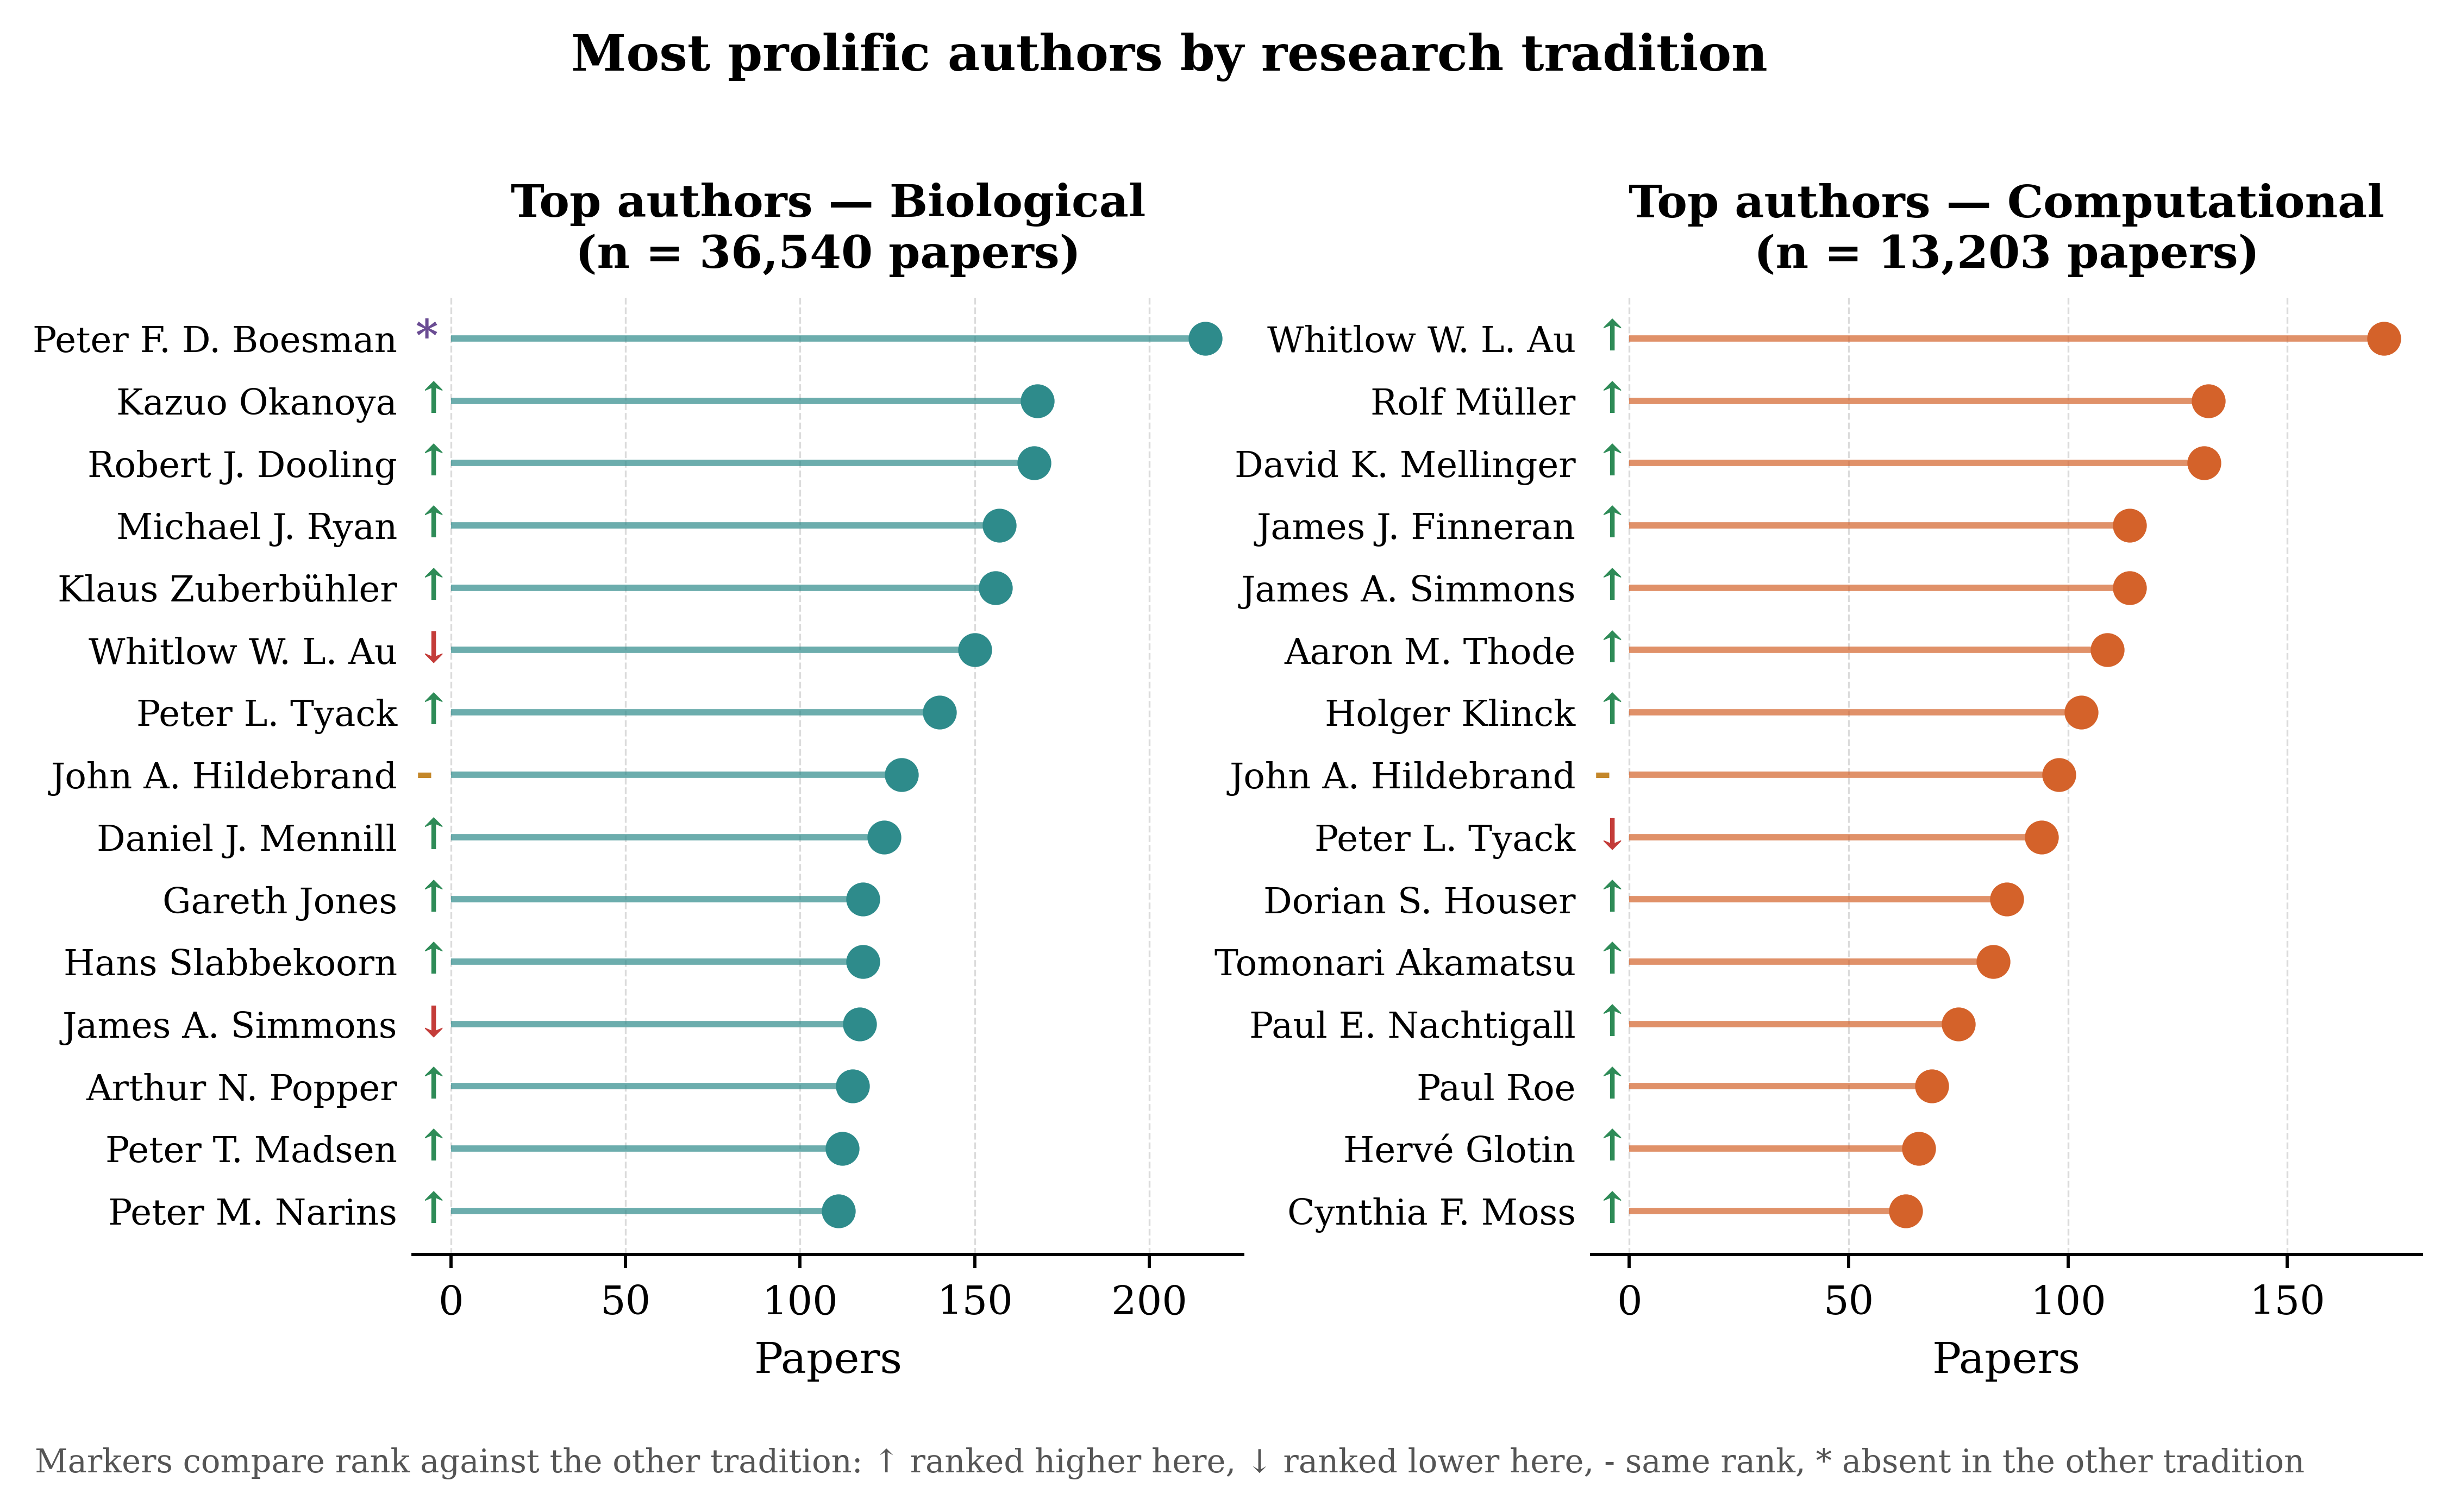 Most prolific authors by research tradition
Top authors — Biological
(n = 36,540 papers)
Peter F. D. Boesman *
Kazuo Okanoya ↑
Robert J. Dooling ↑
Michael J. Ryan ↑
Klaus Zuberbühler ↑
Whitlow W. L. Au ↓
Peter L. Tyack ↑
John A. Hildebrand -
Daniel J. Mennill ↑
Gareth Jones ↑
Hans Slabbekoorn ↑
James A. Simmons ↓
Arthur N. Popper ↑
Peter T. Madsen ↑
Peter M. Narins ↑
0 50 100 150 200
Papers
Top authors — Computational
(n = 13,203 papers)
Whitlow W. L. Au ↑
Rolf Müller ↑
David K. Mellinger ↑
James J. Finneran ↑
James A. Simmons ↑
Aaron M. Thode ↑
Holger Klinck ↑
John A. Hildebrand -
Peter L. Tyack ↓
Dorian S. Houser ↑
Tomonari Akamatsu ↑
Paul E. Nachtigall ↑
Paul Roe ↑
Hervé Glotin ↑
Cynthia F. Moss ↑
0 50 100 150
Papers
Markers compare rank against the other tradition: ↑ ranked higher here, ↓ ranked lower here, - same rank, * absent in the other tradition